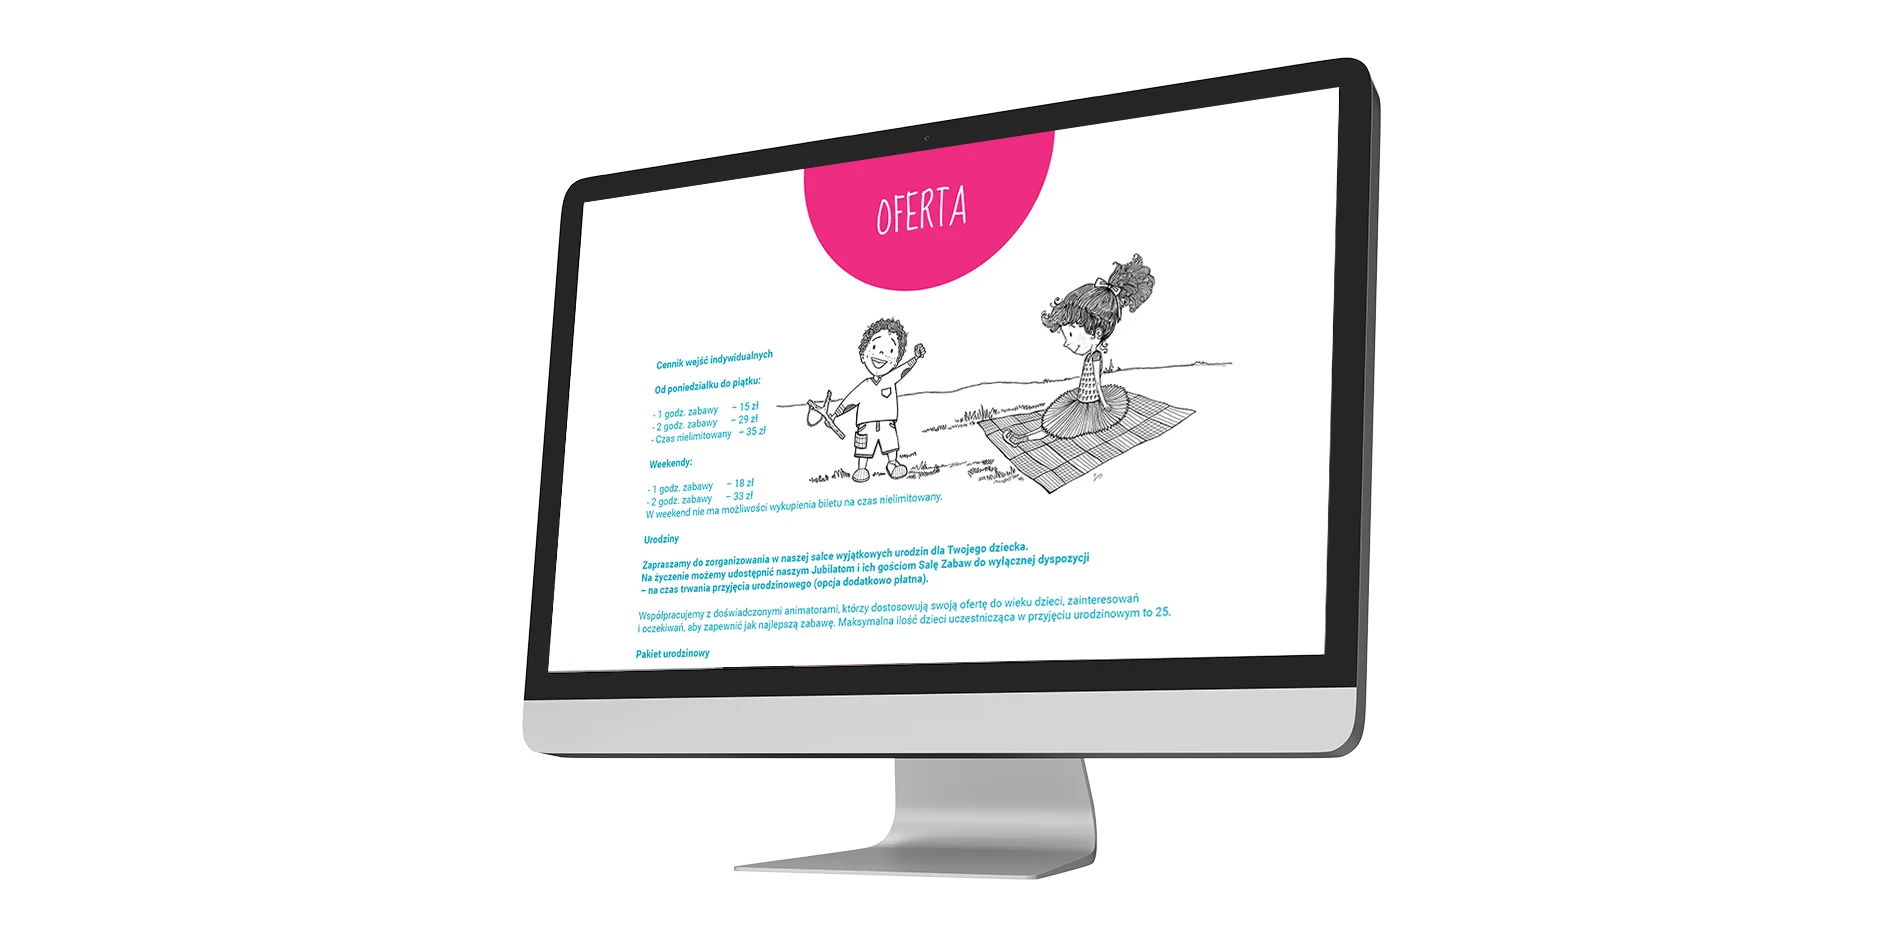 OFERTA
Cennik wejść indywidualnych
Od poniedziałku do piątku:
- 1 godz. zabawy – 15 zł
- 2 godz. zabawy – 29 zł
- Czas nielimitowany – 35 zł
Weekendy:
- 1 godz. zabawy – 18 zł
- 2 godz. zabawy – 33 zł
W weekend nie ma możliwości wykupienia biletu na czas nielimitowany.
Urodziny
Zapraszamy do zorganizowania w naszej salce wyjątkowych urodzin dla Twojego dziecka.
Na życzenie możemy udostępnić naszym Jubilatom i ich gościom Salę Zabaw do wyłącznej dyspozycji
– na czas trwania przyjęcia urodzinowego (opcja dodatkowo płatna).
Współpracujemy z doświadczonymi animatorami, którzy dostosowują swoją ofertę do wieku dzieci, zainteresowań
i oczekiwań, aby zapewnić jak najlepszą zabawę. Maksymalna ilość dzieci uczestnicząca w przyjęciu urodzinowym to 25.
Pakiet urodzinowy